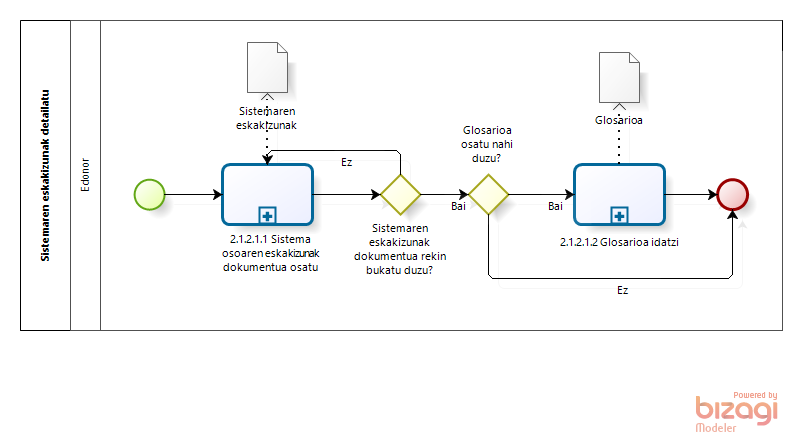 Sistemaren eskakizunak detailatu
Edonor
Sistemaren
eskakizunak
Glosarioa
Glosarioa
osatu nahi
duzu?
Ez
Bai
Bai
2.1.2.1.1 Sistema
osoaren eskakizunak
dokumentua osatu
Sistemaren
eskakizunak
dokumentua rekin
bukatu duzu?
2.1.2.1.2 Glosarioa idatzi
Ez
Powered by
bizagi
Modeler